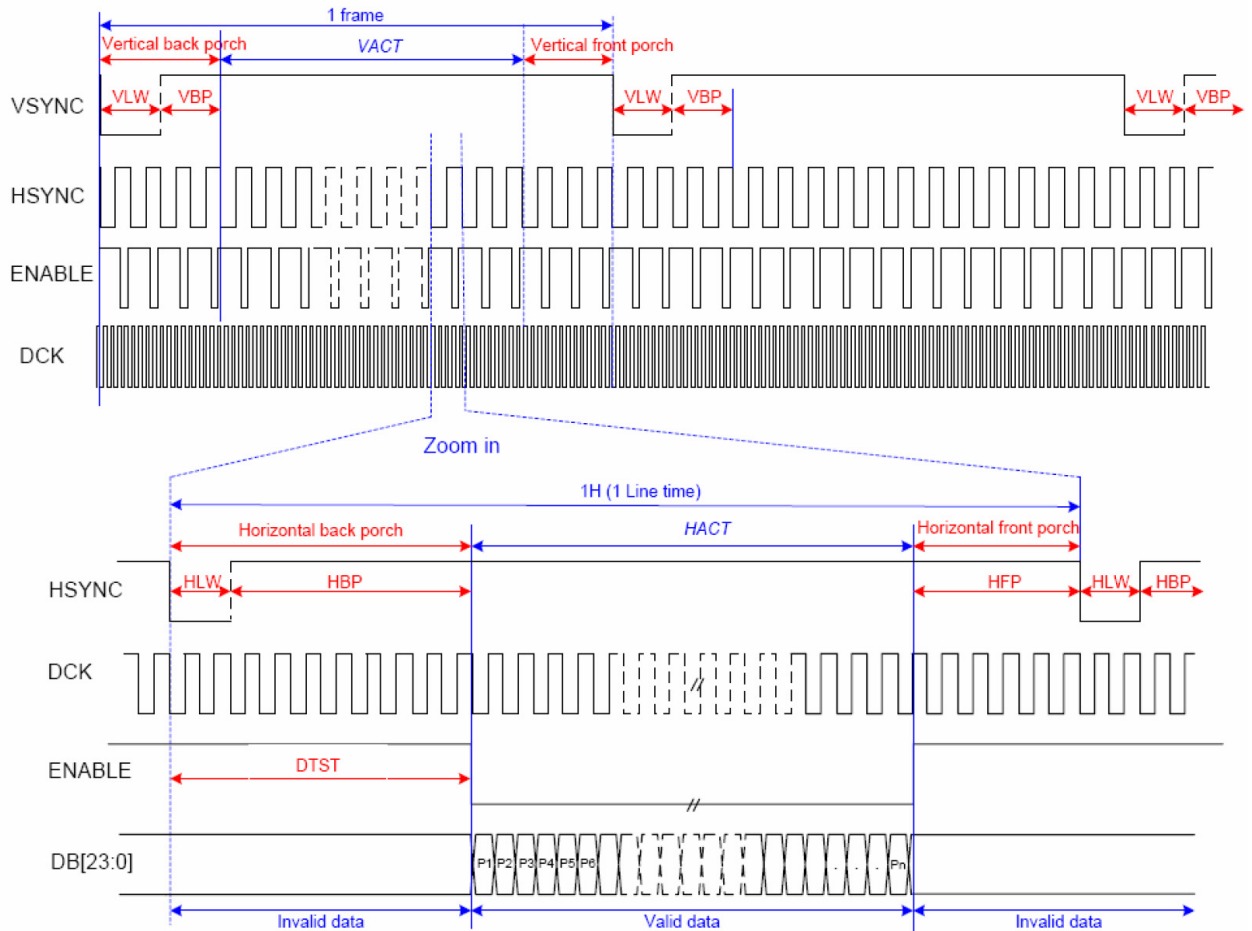 1 frame
Vertical back porch VACT Vertical front porch
VSYNC VLW VBP VLW VBP VLW VBP
HSYNC
ENABLE
DCK
Zoom in
1H (1 Line time)
Horizontal back porch HACT Horizontal front porch
HSYNC HLW HBP HFP HLW HBP
DCK //
ENABLE DTST //
DB[23:0] P1 P2 P3 P4 P5 P6 . . . Pn
Invalid data Valid data Invalid data